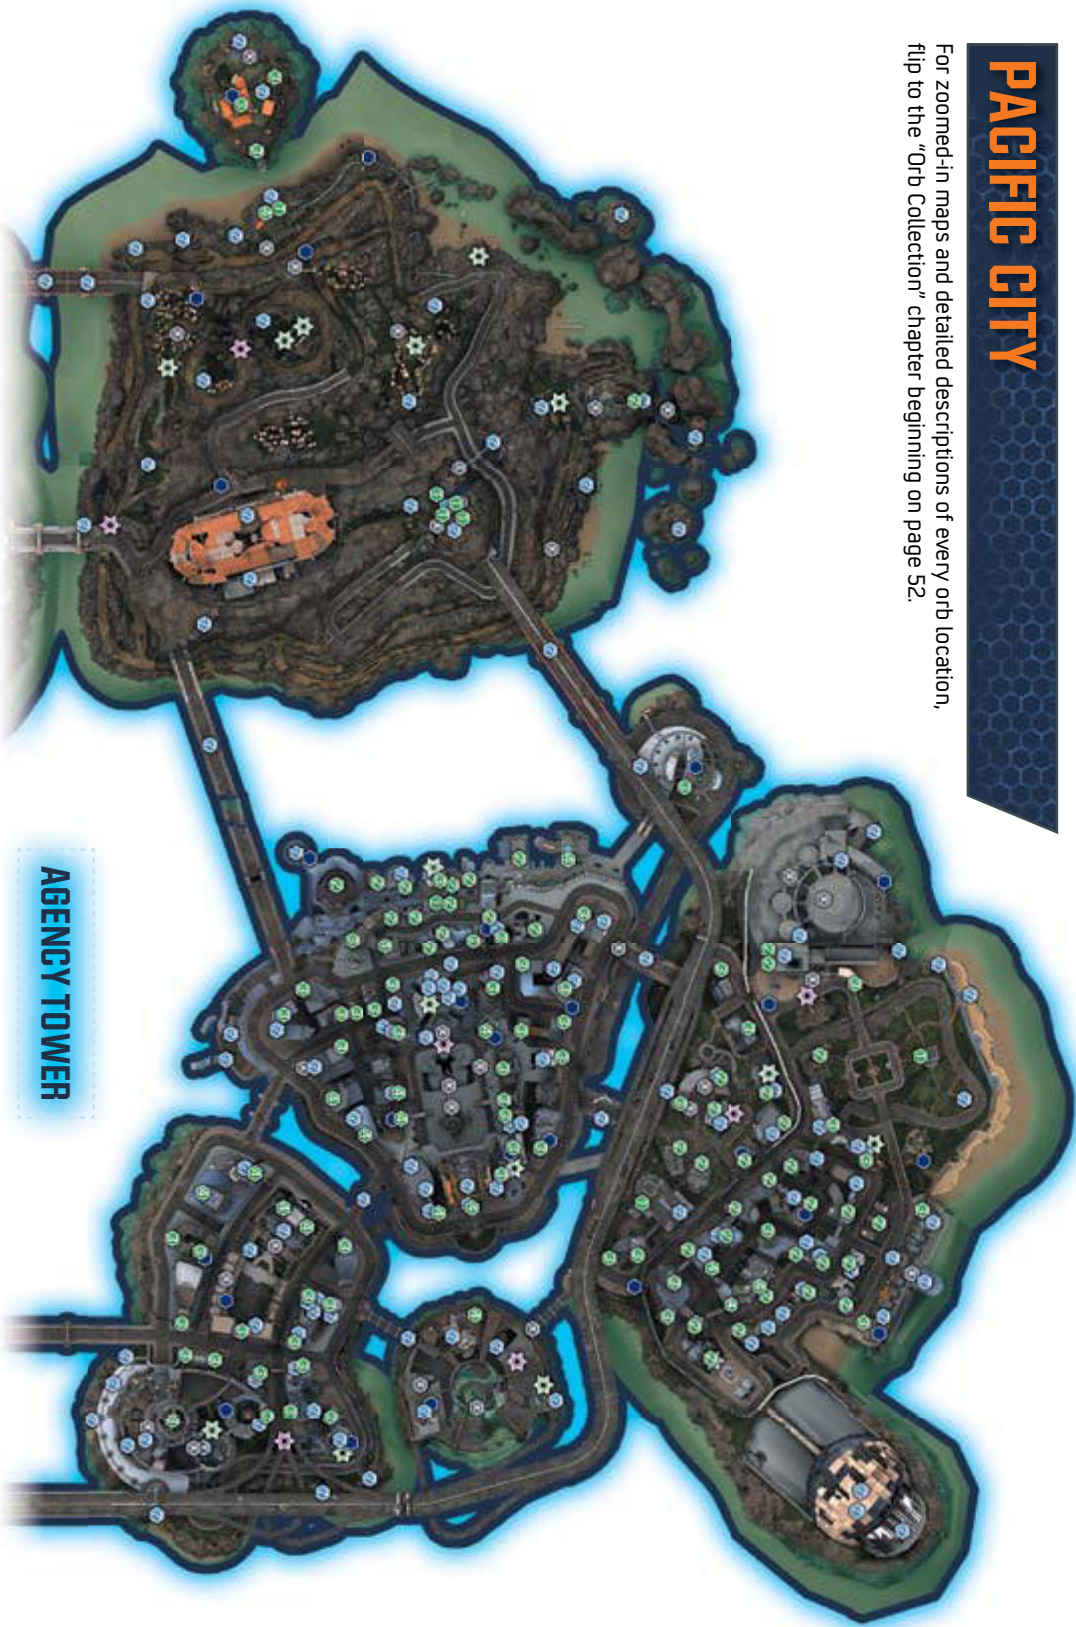 PACIFIC CITY
For zoomed-in maps and detailed descriptions of every orb location,
flip to the “Orb Collection” chapter beginning on page 52.
AGENCY TOWER